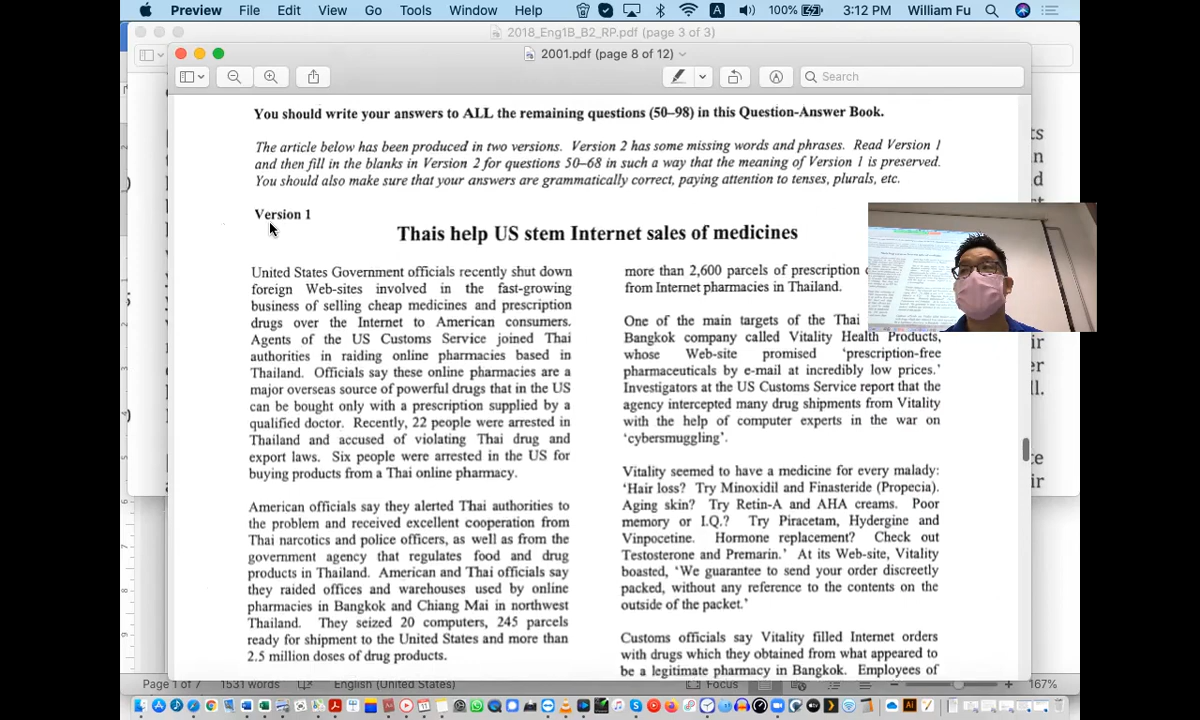 Preview File Edit View Go Tools Window Help A 100% 3:12 PM William Fu
2018_Eng1B_B2_RP.pdf (page 3 of 3)
2001.pdf (page 8 of 12)
Search
You should write your answers to ALL the remaining questions (50–98) in this Question-Answer Book.
The article below has been produced in two versions. Version 2 has some missing words and phrases. Read Version 1
and then fill in the blanks in Version 2 for questions 50–68 in such a way that the meaning of Version 1 is preserved.
You should also make sure that your answers are grammatically correct, paying attention to tenses, plurals, etc.
Version 1
Thais help US stem Internet sales of medicines
United States Government officials recently shut down
foreign Web-sites involved in the fast-growing
business of selling cheap medicines and prescription
drugs over the Internet to American consumers.
Agents of the US Customs Service joined Thai
authorities in raiding online pharmacies based in
Thailand. Officials say these online pharmacies are a
major overseas source of powerful drugs that in the US
can be bought only with a prescription supplied by a
qualified doctor. Recently, 22 people were arrested in
Thailand and accused of violating Thai drug and
export laws. Six people were arrested in the US for
buying products from a Thai online pharmacy.
American officials say they alerted Thai authorities to
the problem and received excellent cooperation from
Thai narcotics and police officers, as well as from the
government agency that regulates food and drug
products in Thailand. American and Thai officials say
they raided offices and warehouses used by online
pharmacies in Bangkok and Chiang Mai in northwest
Thailand. They seized 20 computers, 245 parcels
ready for shipment to the United States and more than
2.5 million doses of drug products.
more than 2,600 parcels of prescription
from Internet pharmacies in Thailand.
One of the main targets of the Thai
Bangkok company called Vitality Health Products,
whose Web-site promised ‘prescription-free
pharmaceuticals by e-mail at incredibly low prices.’
Investigators at the US Customs Service report that the
agency intercepted many drug shipments from Vitality
with the help of computer experts in the war on
‘cybersmuggling’.
Vitality seemed to have a medicine for every malady:
‘Hair loss? Try Minoxidil and Finasteride (Propecia).
Aging skin? Try Retin-A and AHA creams. Poor
memory or I.Q.? Try Piracetam, Hydergine and
Vinpocetine. Hormone replacement? Check out
Testosterone and Premarin.’ At its Web-site, Vitality
boasted, ‘We guarantee to send your order discreetly
packed, without any reference to the contents on the
outside of the packet.’
Customs officials say Vitality filled Internet orders
with drugs which they obtained from what appeared to
be a legitimate pharmacy in Bangkok. Employees of
Page 1 of 7 1531 words English (United States) Focus 167%